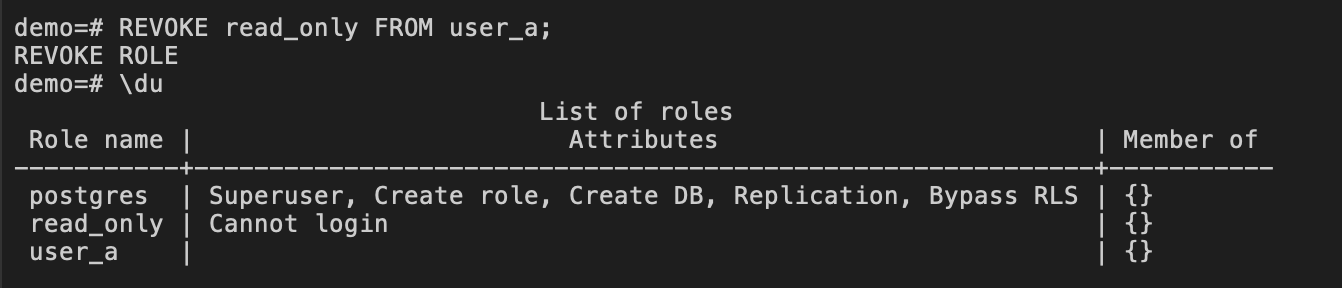 demo=# REVOKE read_only FROM user_a;
REVOKE ROLE
demo=# \du
                                   List of roles
 Role name |                         Attributes                         | Member of
-----------+------------------------------------------------------------+-----------
 postgres  | Superuser, Create role, Create DB, Replication, Bypass RLS | {}
 read_only | Cannot login                                               | {}
 user_a    |                                                            | {}